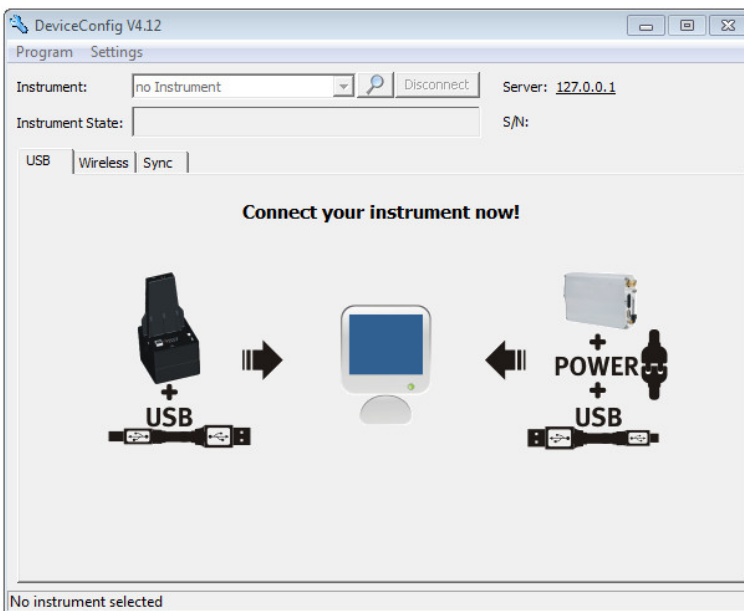 DeviceConfig V4.12
Program Settings
Instrument: no Instrument Disconnect Server: 127.0.0.1
Instrument State: S/N:
USB Wireless Sync
Connect your instrument now!
+
POWER
+
+
USB
USB
No instrument selected